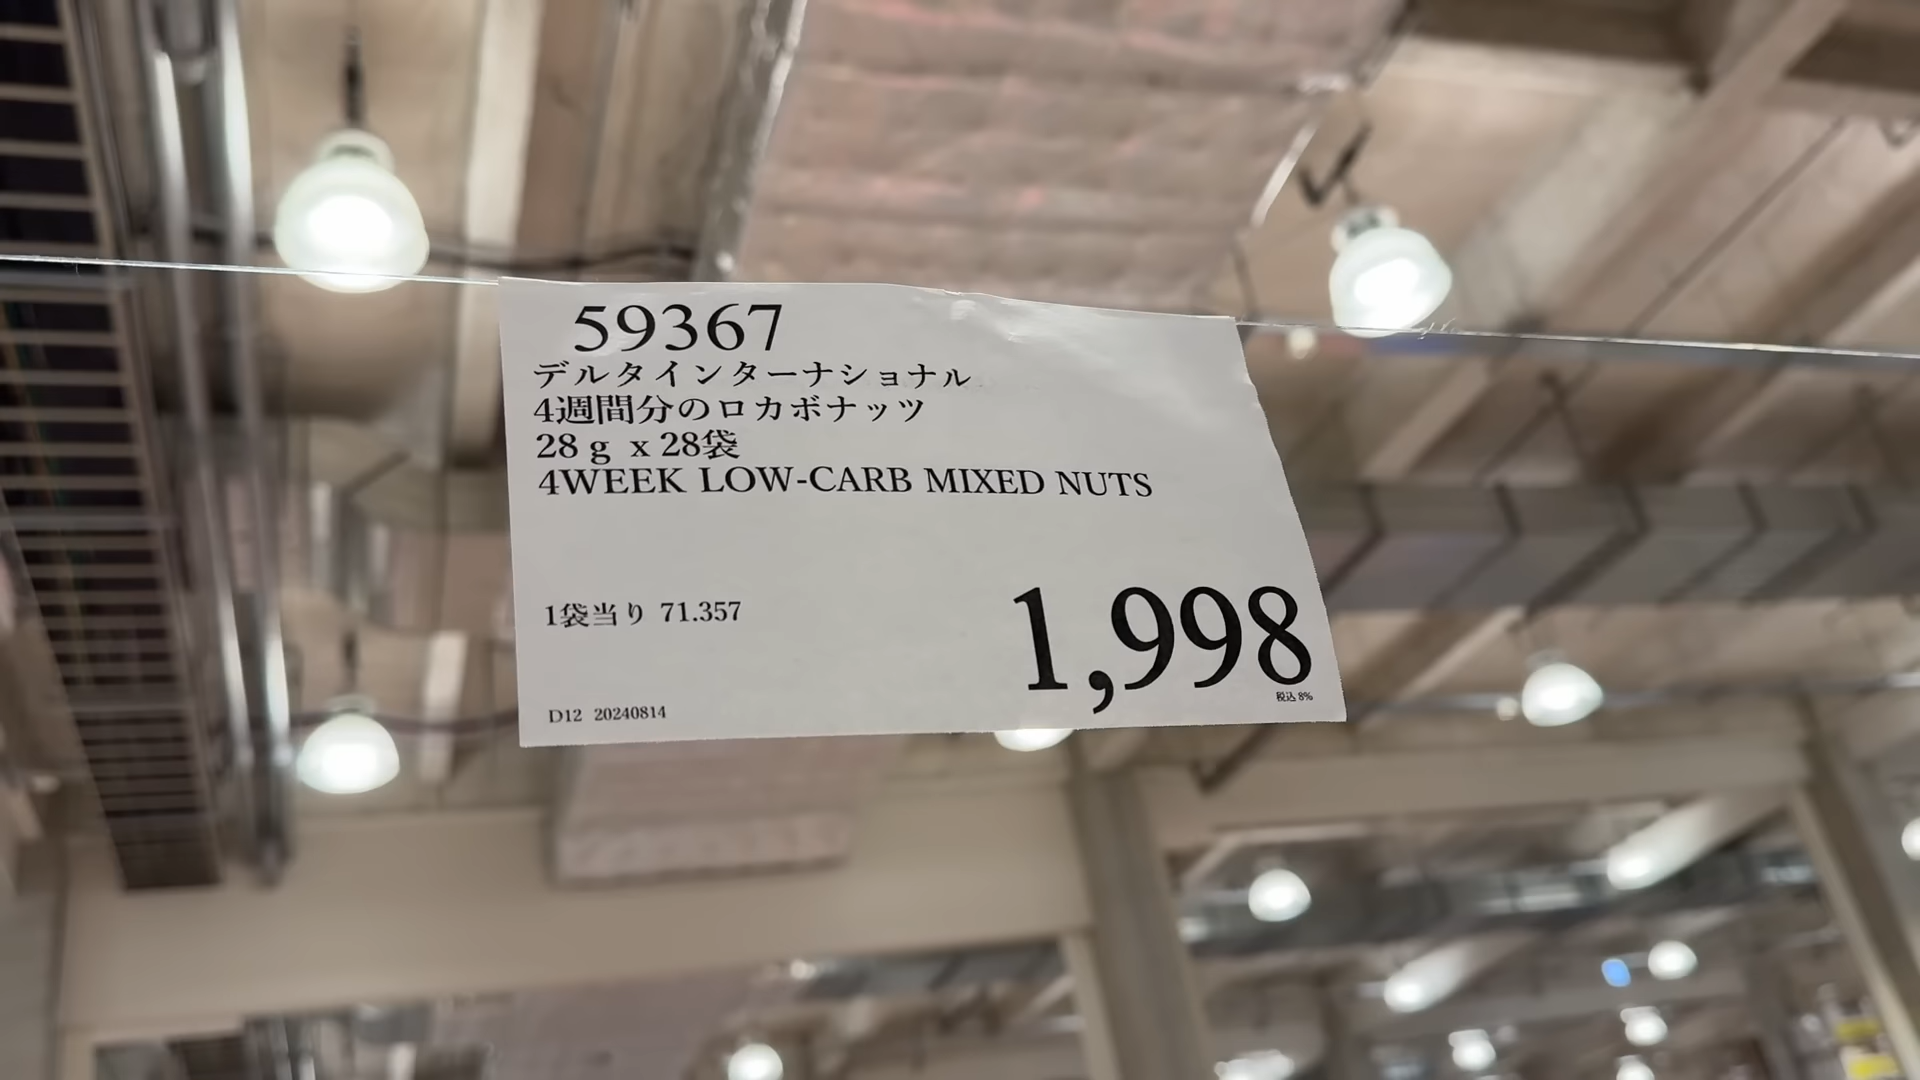 59367
デルタインターナショナル
4週間分のロカボナッツ
28ｇ x 28袋
4WEEK LOW-CARB MIXED NUTS
1袋当り 71.357
1,998
税込 8%
D12 20240814